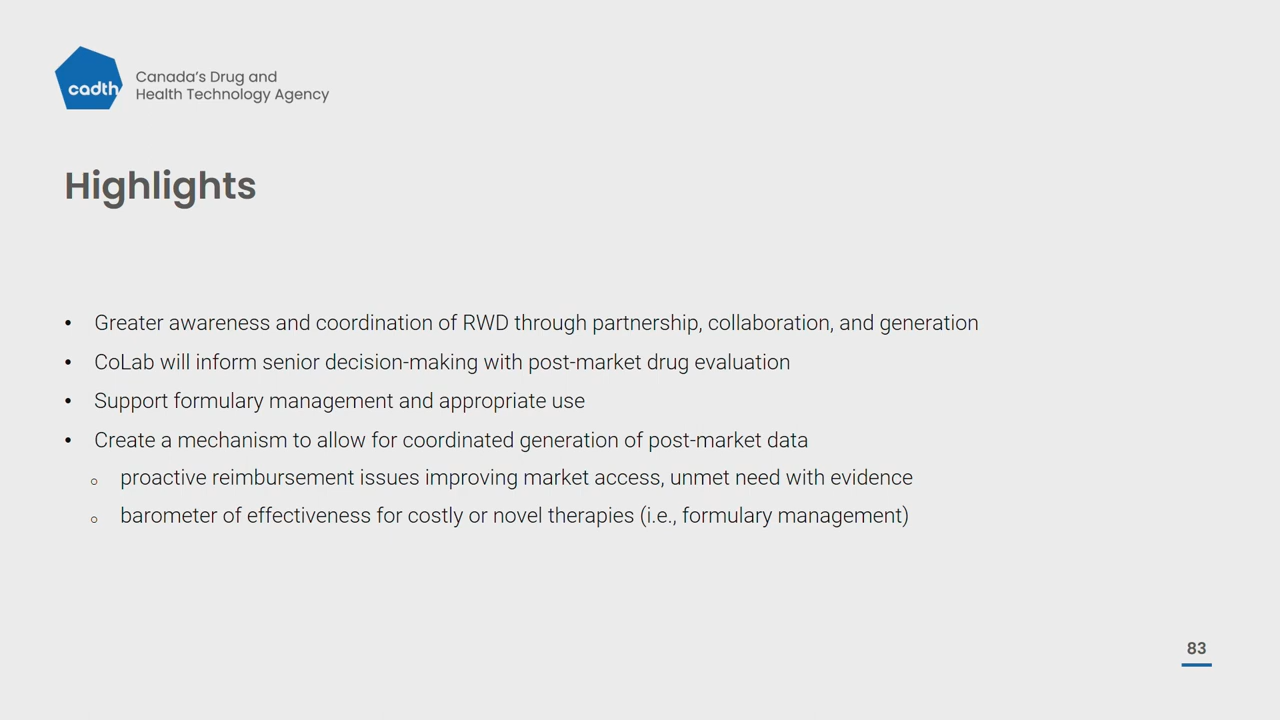 cadth
Canada's Drug and
Health Technology Agency
Highlights
• Greater awareness and coordination of RWD through partnership, collaboration, and generation
• CoLab will inform senior decision-making with post-market drug evaluation
• Support formulary management and appropriate use
• Create a mechanism to allow for coordinated generation of post-market data
○ proactive reimbursement issues improving market access, unmet need with evidence
○ barometer of effectiveness for costly or novel therapies (i.e., formulary management)
83